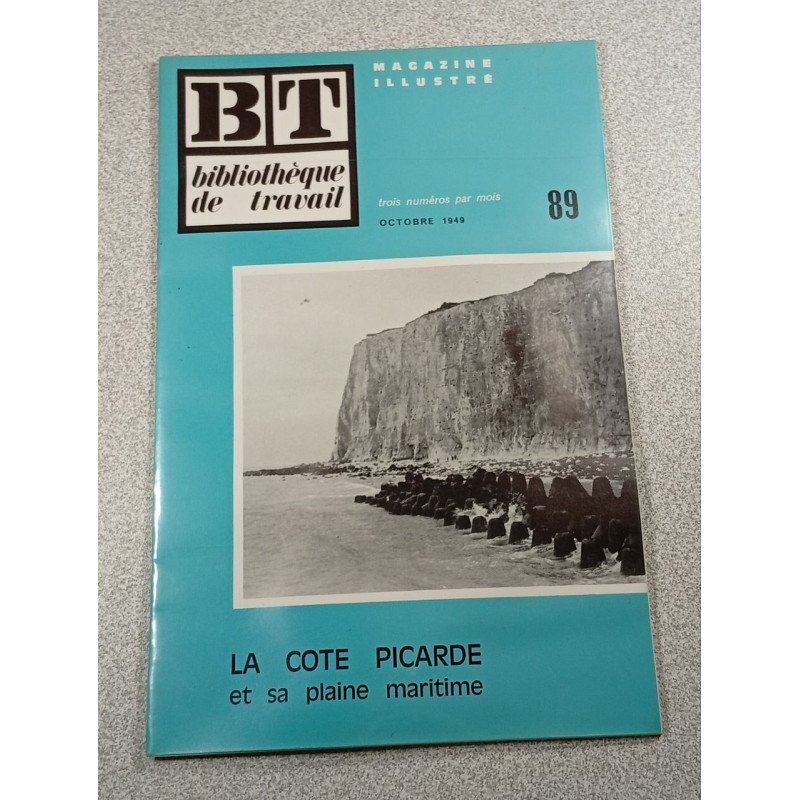 BT
bibliothèque
de travail
MAGAZINE
ILLUSTRÉ
trois numéros par mois
OCTOBRE 1949
89
LA COTE PICARDE
et sa plaine maritime